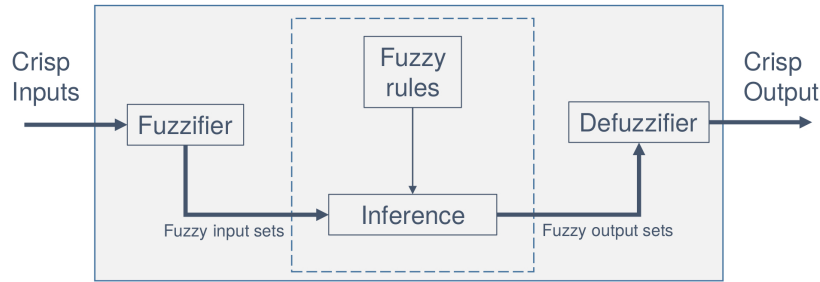 Crisp
Inputs
Fuzzifier
Fuzzy input sets
Fuzzy
rules
Inference
Fuzzy output sets
Defuzzifier
Crisp
Output